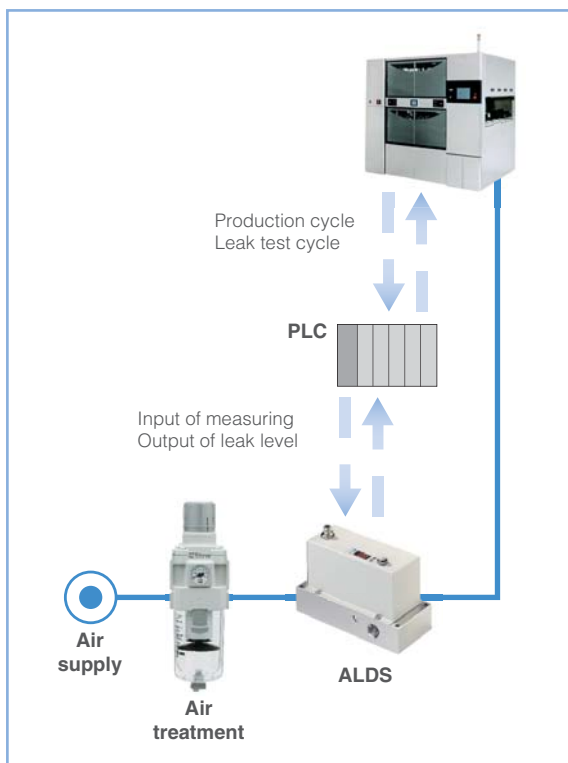 Production cycle
Leak test cycle
PLC
Input of measuring
Output of leak level
Air
supply
Air
treatment
ALDS